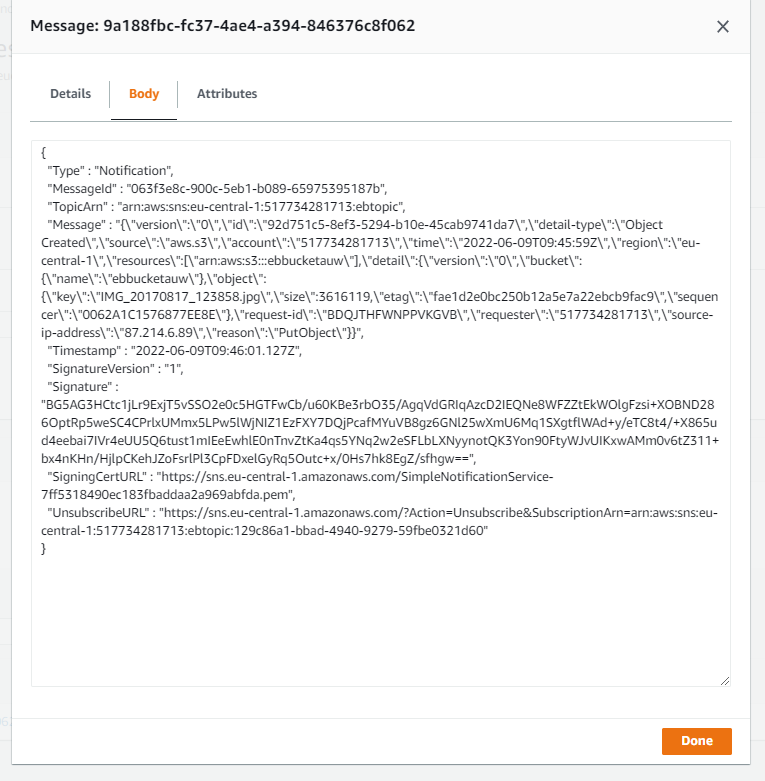 Message: 9a188fbc-fc37-4ae4-a394-846376c8f062
Details
Body
Attributes
{
"Type" : "Notification",
"MessageId" : "063f3e8c-900c-5eb1-b089-65975395187b",
"TopicArn" : "arn:aws:sns:eu-central-1:517734281713:ebtopic",
"Message" : "{\"version\":\"0\",\"id\":\"92d751c5-8ef3-5294-b10e-45cab9741da7\",\"detail-type\":\"Object
Created\",\"source\":\"aws.s3\",\"account\":\"517734281713\",\"time\":\"2022-06-09T09:45:59Z\",\"region\":\"eu-
central-1\",\"resources\":[\"arn:aws:s3:::ebbucketauw\"],\"detail\":{\"version\":\"0\",\"bucket\":
{\"name\":\"ebbucketauw\"},\"object\":
{\"key\":\"IMG_20170817_123858.jpg\",\"size\":3616119,\"etag\":\"fae1d2e0bc250b12a5e7a22ebcb9fac9\",\"sequen
cer\":\"0062A1C1576877EE8E\"},\"request-id\":\"BDQJTHFWNPPVKGVB\",\"requester\":\"517734281713\",\"source-
ip-address\":\"87.214.6.89\",\"reason\":\"PutObject\"}}",
"Timestamp" : "2022-06-09T09:46:01.127Z",
"SignatureVersion" : "1",
"Signature" :
"BG5AG3HCtc1jLr9ExjT5vSSO2e0c5HGTFwCb/u60KBe3rbO35/AgqVdGRIqAzcD2IEQNe8WFZZtEkWOlgFzsi+XOBND28
6OptRp5weSC4CPrlxUMmx5LPw5lWjNIZ1EzFXY7DQjPcafMYuVB8gz6GNl25wXmU6Mq1SXgtflWAd+y/eTC8t4/+X865u
d4eebai7IVr4eUU5Q6tust1mIEeEwhlE0nTnvZtKa4qs5YNq2w2eSFLbLXNyynotQK3Yon90FtyWJvUIKxwAMm0v6tZ311+
bx4nKHn/HjlpCKehJZoFsrlPl3CpFDxelGyRq5Outc+x/0Hs7hk8EgZ/sfhgw==",
"SigningCertURL" : "https://sns.eu-central-1.amazonaws.com/SimpleNotificationService-
7ff5318490ec183fbaddaa2a969abfda.pem",
"UnsubscribeURL" : "https://sns.eu-central-1.amazonaws.com/?Action=Unsubscribe&SubscriptionArn=arn:aws:sns:eu-
central-1:517734281713:ebtopic:129c86a1-bbad-4940-9279-59fbe0321d60"
}
Done